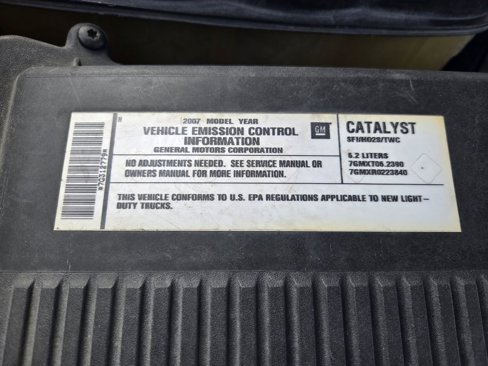 2007 MODEL YEAR
VEHICLE EMISSION CONTROL
INFORMATION
GENERAL MOTORS CORPORATION
GM
CATALYST
SFI/HO2S/TWC
NO ADJUSTMENTS NEEDED. SEE SERVICE MANUAL OR
OWNERS MANUAL FOR MORE INFORMATION.
6.2 LITERS
7GMXT06.2390
7GMXR0223840
THIS VEHICLE CONFORMS TO U.S. EPA REGULATIONS APPLICABLE TO NEW LIGHT-
DUTY TRUCKS.